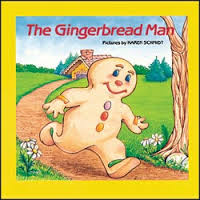 The Gingerbread Man
Pictures by KAREN SCHMIDT